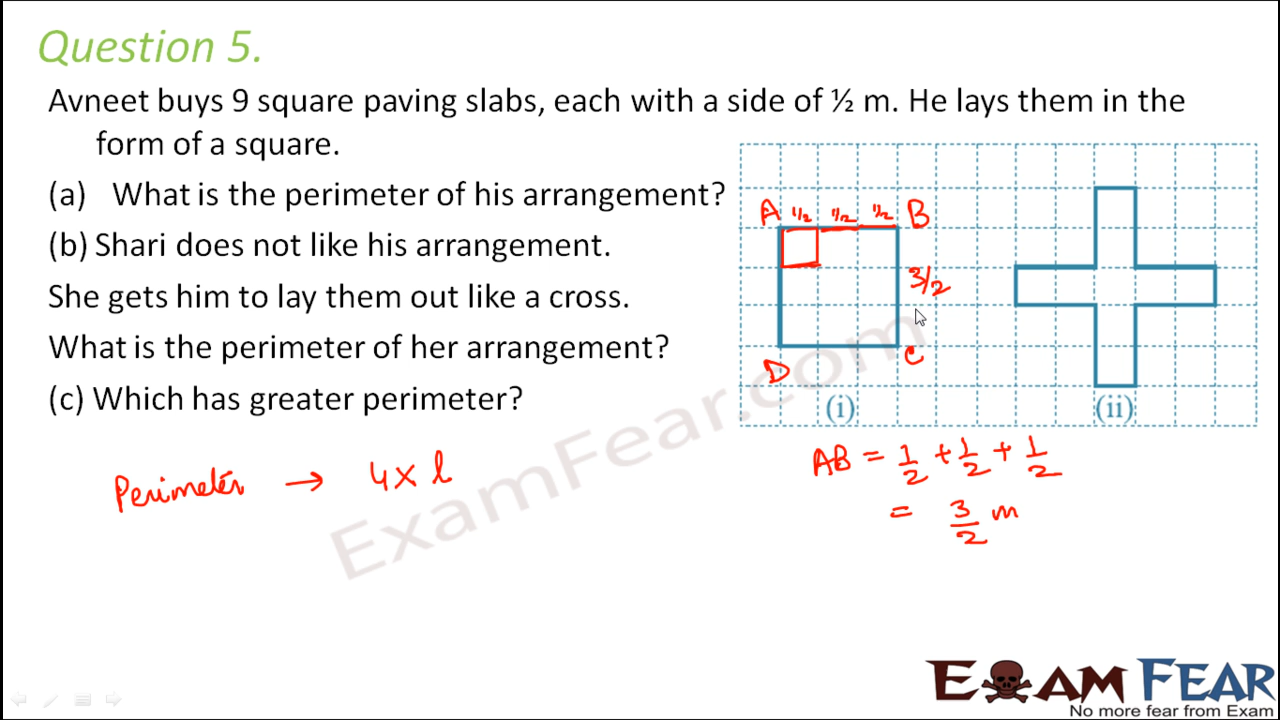 Question 5.
Avneet buys 9 square paving slabs, each with a side of ½ m. He lays them in the
form of a square.
(a) What is the perimeter of his arrangement?
(b) Shari does not like his arrangement.
She gets him to lay them out like a cross.
What is the perimeter of her arrangement?
(c) Which has greater perimeter?
A 1/2 1/2 1/2 B
3/2
D C
(i) (ii)
Perimeter → 4 x l
AB = 1/2 + 1/2 + 1/2
= 3/2 m
ExamFear.com
EXAM FEAR
No more fear from Exam